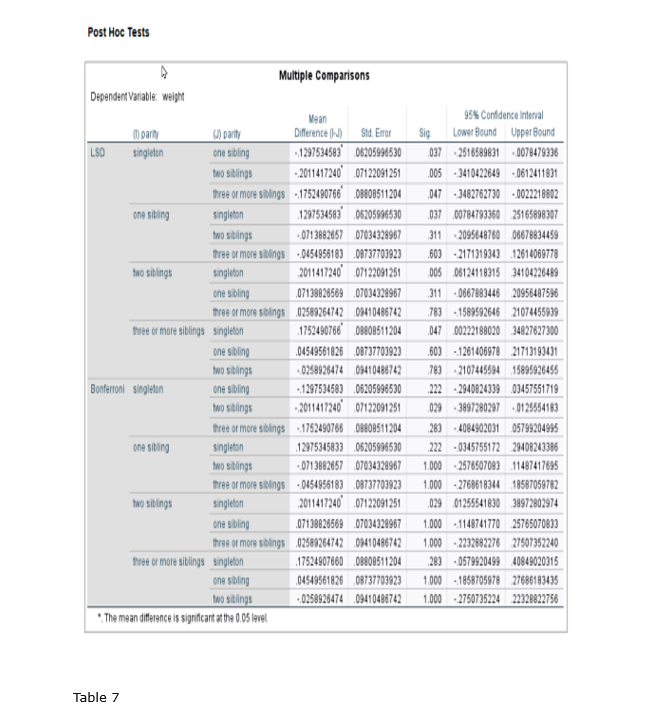 Post Hoc Tests
Multiple Comparisons
Dependent Variable: weight
Mean 95% Confidence Interval
(I) parity (J) parity Difference (I-J) Std. Error Sig. Lower Bound Upper Bound
LSD singleton one sibling -.1297534583* .06205996530 .037 -.2516589831 -.0078479336
two siblings -.2011417240* .07122091251 .005 -.3410422649 -.0612411831
three or more siblings -.1752490766* .08808511204 .047 -.3482762730 -.0022218802
one sibling singleton .1297534583* .06205996530 .037 .00784793360 .25165898307
two siblings -.0713882657 .07034328967 .311 -.2095648760 .06678834459
three or more siblings -.0454956183 .08737703923 .603 -.2171319343 .12614069778
two siblings singleton .2011417240* .07122091251 .005 .06124118315 .34104226489
one sibling .07138826569 .07034328967 .311 -.0667883446 .20956487596
three or more siblings .02589264742 .09410486742 .783 -.1589592646 .21074455939
three or more siblings singleton .1752490766* .08808511204 .047 .00222188020 .34827627300
one sibling .04549561826 .08737703923 .603 -.1261406978 .21713193431
two siblings -.0258926474 .09410486742 .783 -.2107445594 .15895926455
Bonferroni singleton one sibling -.1297534583 .06205996530 .222 -.2940824339 .03457551719
two siblings -.2011417240* .07122091251 .029 -.3897280297 -.0125554183
three or more siblings -.1752490766 .08808511204 .283 -.4084902031 .05799204995
one sibling singleton .12975345833 .06205996530 .222 -.0345755172 .29408243386
two siblings -.0713882657 .07034328967 1.000 -.2576507083 .11487417695
three or more siblings -.0454956183 .08737703923 1.000 -.2768618344 .18587059782
two siblings singleton .2011417240* .07122091251 .029 .01255541830 .38972802974
one sibling .07138826569 .07034328967 1.000 -.1148741770 .25765070833
three or more siblings .02589264742 .09410486742 1.000 -.2232882276 .27507352240
three or more siblings singleton .17524907660 .08808511204 .283 -.0579920499 .40849020315
one sibling .04549561826 .08737703923 1.000 -.1858705978 .27686183435
two siblings -.0258926474 .09410486742 1.000 -.2750735224 .22328822756
*. The mean difference is significant at the 0.05 level.
Table 7